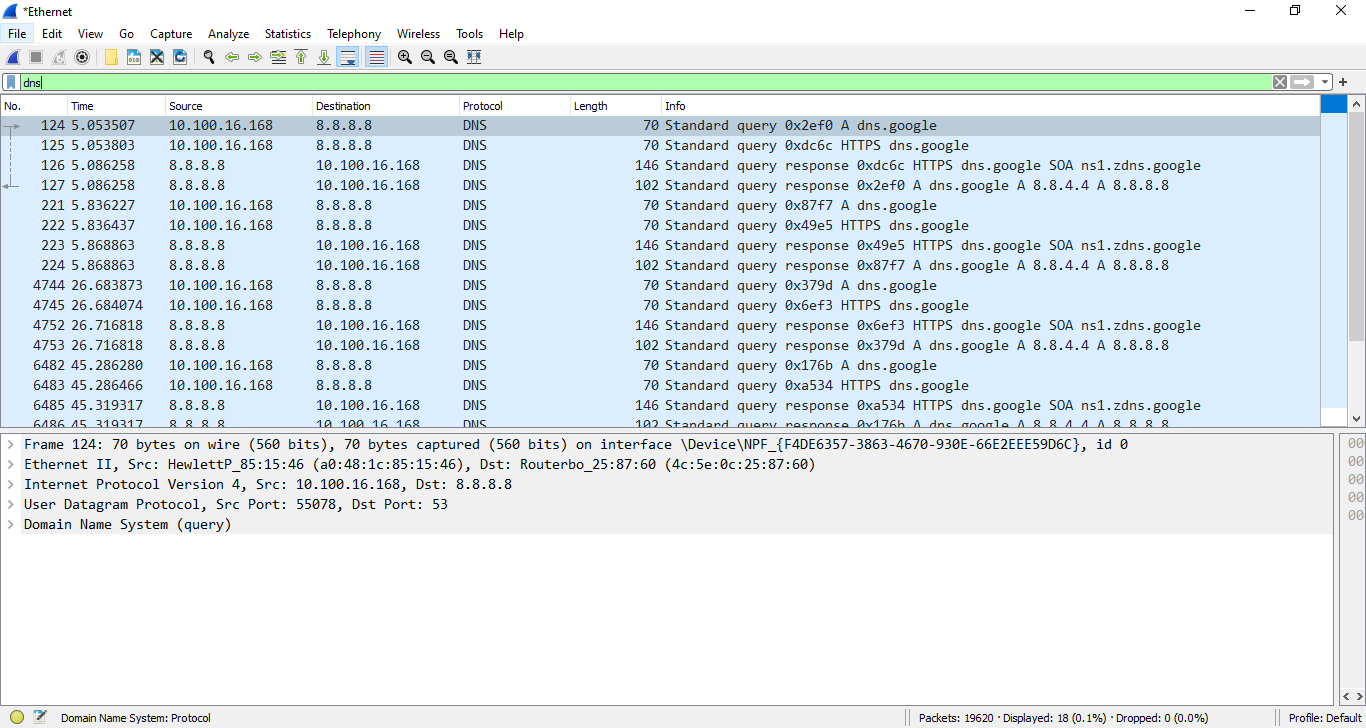 *Ethernet
File Edit View Go Capture Analyze Statistics Telephony Wireless Tools Help
dns
No. Time Source Destination Protocol Length Info
124 5.053507 10.100.16.168 8.8.8.8 DNS 70 Standard query 0x2ef0 A dns.google
125 5.053803 10.100.16.168 8.8.8.8 DNS 70 Standard query 0xdc6c HTTPS dns.google
126 5.086258 8.8.8.8 10.100.16.168 DNS 146 Standard query response 0xdc6c HTTPS dns.google SOA ns1.zdns.google
127 5.086258 8.8.8.8 10.100.16.168 DNS 102 Standard query response 0x2ef0 A dns.google A 8.8.4.4 A 8.8.8.8
221 5.836227 10.100.16.168 8.8.8.8 DNS 70 Standard query 0x87f7 A dns.google
222 5.836437 10.100.16.168 8.8.8.8 DNS 70 Standard query 0x49e5 HTTPS dns.google
223 5.868863 8.8.8.8 10.100.16.168 DNS 146 Standard query response 0x49e5 HTTPS dns.google SOA ns1.zdns.google
224 5.868863 8.8.8.8 10.100.16.168 DNS 102 Standard query response 0x87f7 A dns.google A 8.8.4.4 A 8.8.8.8
4744 26.683873 10.100.16.168 8.8.8.8 DNS 70 Standard query 0x379d A dns.google
4745 26.684074 10.100.16.168 8.8.8.8 DNS 70 Standard query 0x6ef3 HTTPS dns.google
4752 26.716818 8.8.8.8 10.100.16.168 DNS 146 Standard query response 0x6ef3 HTTPS dns.google SOA ns1.zdns.google
4753 26.716818 8.8.8.8 10.100.16.168 DNS 102 Standard query response 0x379d A dns.google A 8.8.4.4 A 8.8.8.8
6482 45.286280 10.100.16.168 8.8.8.8 DNS 70 Standard query 0x176b A dns.google
6483 45.286466 10.100.16.168 8.8.8.8 DNS 70 Standard query 0xa534 HTTPS dns.google
6485 45.319317 8.8.8.8 10.100.16.168 DNS 146 Standard query response 0xa534 HTTPS dns.google SOA ns1.zdns.google
6486 45.319317 8.8.8.8 10.100.16.168 DNS 102 Standard query response 0x176b A dns.google A 8.8.4.4 A 8.8.8.8
Frame 124: 70 bytes on wire (560 bits), 70 bytes captured (560 bits) on interface \Device\NPF_{F4DE6357-3863-4670-930E-66E2EEE59D6C}, id 0
Ethernet II, Src: HewlettP_85:15:46 (a0:48:1c:85:15:46), Dst: Routerbo_25:87:60 (4c:5e:0c:25:87:60)
Internet Protocol Version 4, Src: 10.100.16.168, Dst: 8.8.8.8
User Datagram Protocol, Src Port: 55078, Dst Port: 53
Domain Name System (query)
00
00
00
00
00
Domain Name System: Protocol
Packets: 19620 · Displayed: 18 (0.1%) · Dropped: 0 (0.0%)
Profile: Default